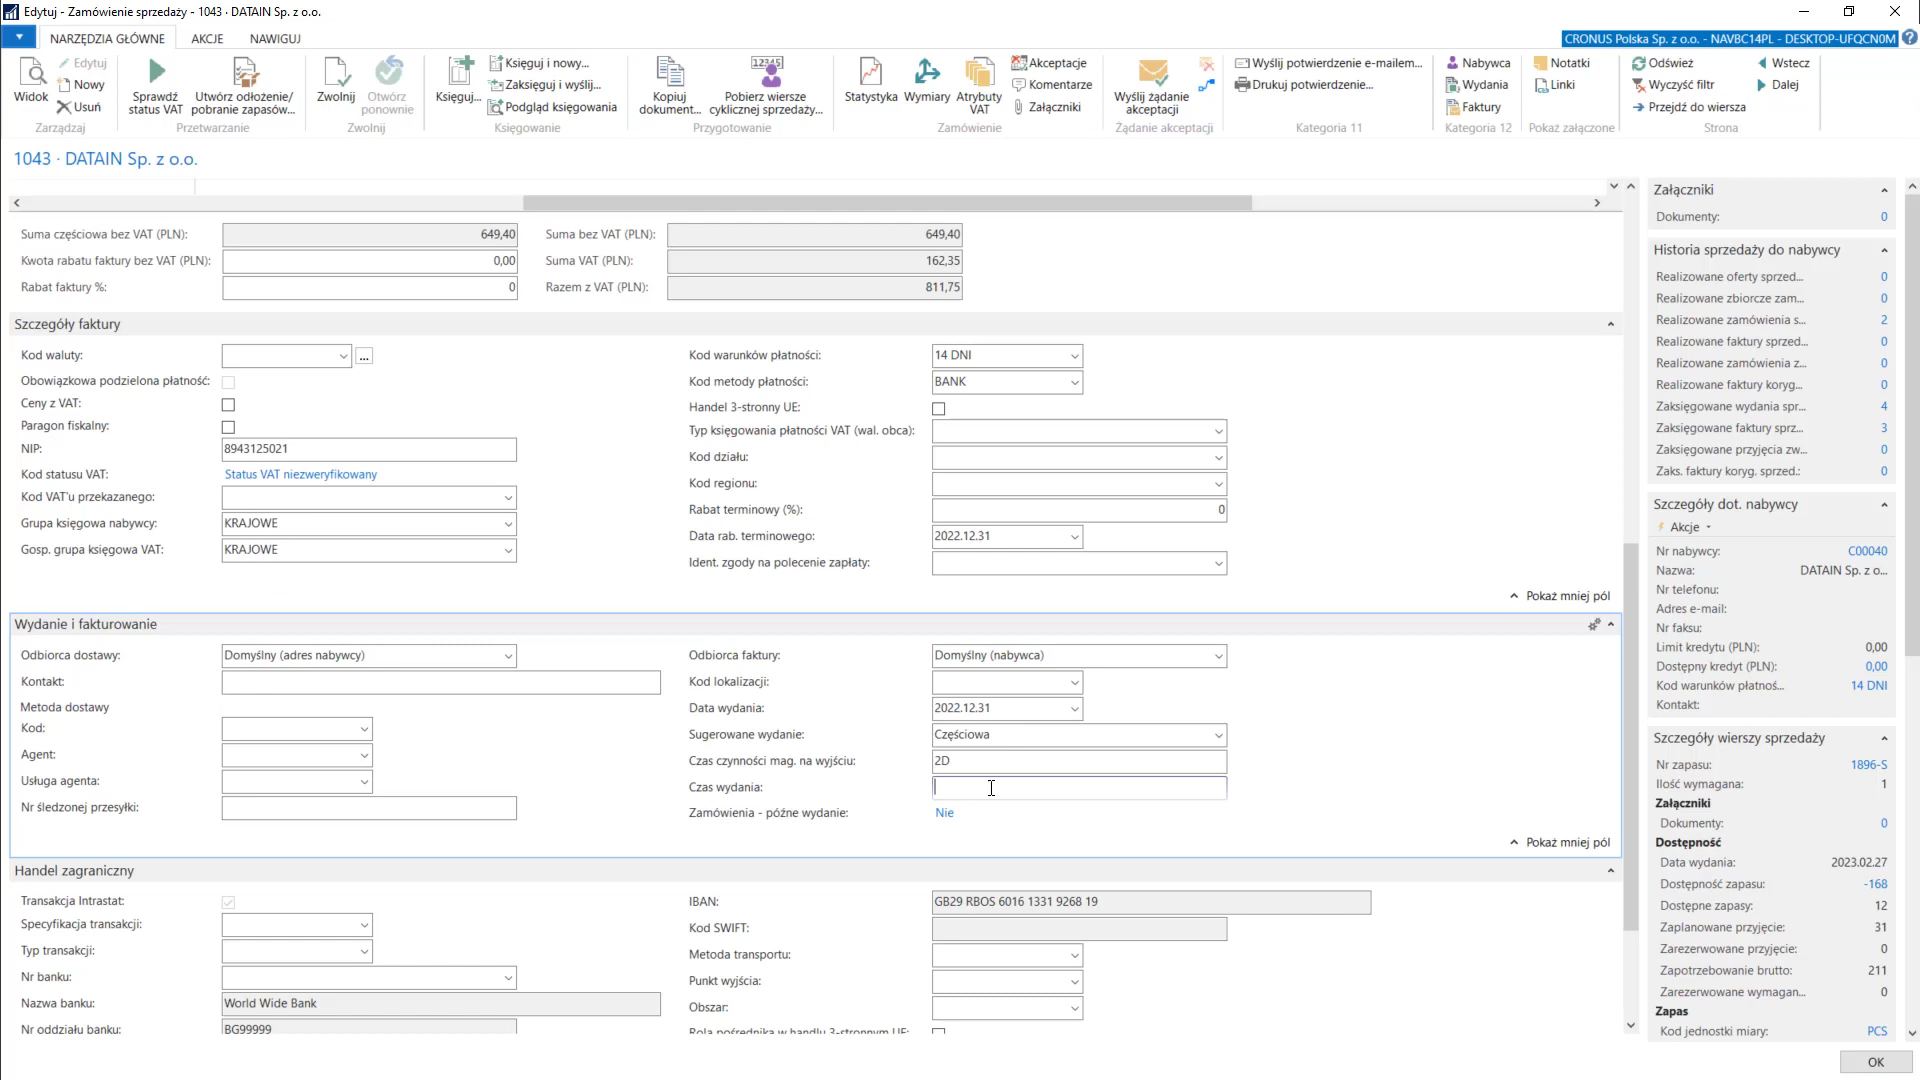 Edytuj - Zamówienie sprzedaży - 1043 · DATAIN Sp. z o.o.
NARZĘDZIA GŁÓWNE AKCJE NAWIGUJ
CRONUS Polska Sp. z o.o. - NAVBC14PL - DESKTOP-UFQCN0M
Widok
Edytuj
Nowy
Usuń
Zarządzaj
Sprawdź status VAT
Utwórz odłożenie/ pobranie zapasów...
Przetwarzanie
Zwolnij
Otwórz ponownie
Zwolnij
Księguj...
Księguj i nowy...
Zaksięguj i wyślij...
Podgląd księgowania
Księgowanie
Kopiuj dokument...
12345
Pobierz wiersze cyklicznej sprzedaży...
Przygotowanie
Statystyka
Wymiary
Atrybuty VAT
Akceptacje
Komentarze
Załączniki
Zamówienie
Wyślij żądanie akceptacji
Żądanie akceptacji
Wyślij potwierdzenie e-mailem...
Drukuj potwierdzenie...
Kategoria 11
Nabywca
Wydania
Faktury
Kategoria 12
Notatki
Linki
Pokaż załączone
Odśwież
Wyczyść filtr
Przejdź do wiersza
Wstecz
Dalej
Strona
1043 · DATAIN Sp. z o.o.
Suma częściowa bez VAT (PLN): 649,40
Kwota rabatu faktury bez VAT (PLN): 0,00
Rabat faktury %: 0
Suma bez VAT (PLN): 649,40
Suma VAT (PLN): 162,35
Razem z VAT (PLN): 811,75
Szczegóły faktury
Kod waluty: ...
Obowiązkowa podzielona płatność:
Ceny z VAT:
Paragon fiskalny:
NIP: 8943125021
Kod statusu VAT: Status VAT niezweryfikowany
Kod VAT'u przekazanego:
Grupa księgowa nabywcy: KRAJOWE
Gosp. grupa księgowa VAT: KRAJOWE
Kod warunków płatności: 14 DNI
Kod metody płatności: BANK
Handel 3-stronny UE:
Typ księgowania płatności VAT (wal. obca):
Kod działu:
Kod regionu:
Rabat terminowy (%): 0
Data rab. terminowego: 2022.12.31
Ident. zgody na polecenie zapłaty:
Pokaż mniej pól
Wydanie i fakturowanie
Odbiorca dostawy: Domyślny (adres nabywcy)
Kontakt:
Metoda dostawy
Kod:
Agent:
Usługa agenta:
Nr śledzonej przesyłki:
Odbiorca faktury: Domyślny (nabywca)
Kod lokalizacji:
Data wydania: 2022.12.31
Sugerowane wydanie: Częściowa
Czas czynności mag. na wyjściu: 2D
Czas wydania:
Zamówienia - późne wydanie: Nie
Pokaż mniej pól
Handel zagraniczny
Transakcja Intrastat:
Specyfikacja transakcji:
Typ transakcji:
Nr banku:
Nazwa banku: World Wide Bank
Nr oddziału banku: BG99999
IBAN: GB29 RBOS 6016 1331 9268 19
Kod SWIFT:
Metoda transportu:
Punkt wyjścia:
Obszar:
Rola pośrednika w handlu 3-stronnym UE:
Załączniki
Dokumenty: 0
Historia sprzedaży do nabywcy
Realizowane oferty sprzed... 0
Realizowane zbiorcze zam... 0
Realizowane zamówienia s... 2
Realizowane faktury sprzed... 0
Realizowane zamówienia z... 0
Realizowane faktury koryg... 0
Zaksięgowane wydania spr... 4
Zaksięgowane faktury sprz... 3
Zaksięgowane przyjęcia zw... 0
Zaks. faktury koryg. sprzed.: 0
Szczegóły dot. nabywcy
Akcje
Nr nabywcy: C00040
Nazwa: DATAIN Sp. z o...
Nr telefonu:
Adres e-mail:
Nr faksu:
Limit kredytu (PLN): 0,00
Dostępny kredyt (PLN): 0,00
Kod warunków płatnoś... 14 DNI
Kontakt:
Szczegóły wierszy sprzedaży
Nr zapasu: 1896-S
Ilość wymagana: 1
Załączniki
Dokumenty: 0
Dostępność
Data wydania: 2023.02.27
Dostępność zapasu: -168
Dostępne zapasy: 12
Zaplanowane przyjęcie: 31
Zarezerwowane przyjęcie: 0
Zapotrzebowanie brutto: 211
Zarezerwowane wymagan... 0
Zapas
Kod jednostki miary: PCS
OK